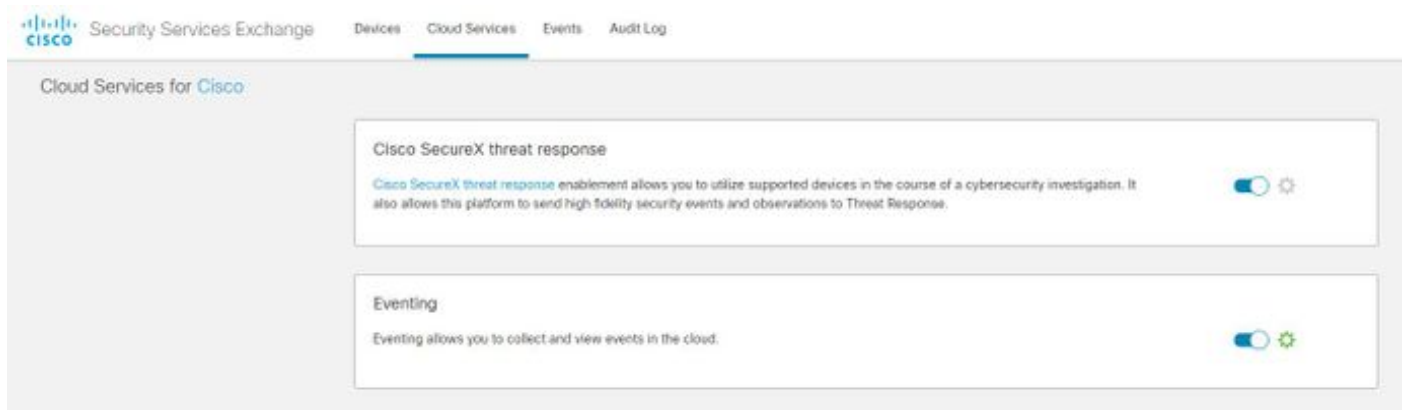 CISCO Security Services Exchange Devices Cloud Services Events Audit Log
Cloud Services for Cisco
Cisco SecureX threat response
Cisco SecureX threat response enablement allows you to utilize supported devices in the course of a cybersecurity investigation. It
also allows this platform to send high fidelity security events and observations to Threat Response.
Eventing
Eventing allows you to collect and view events in the cloud.